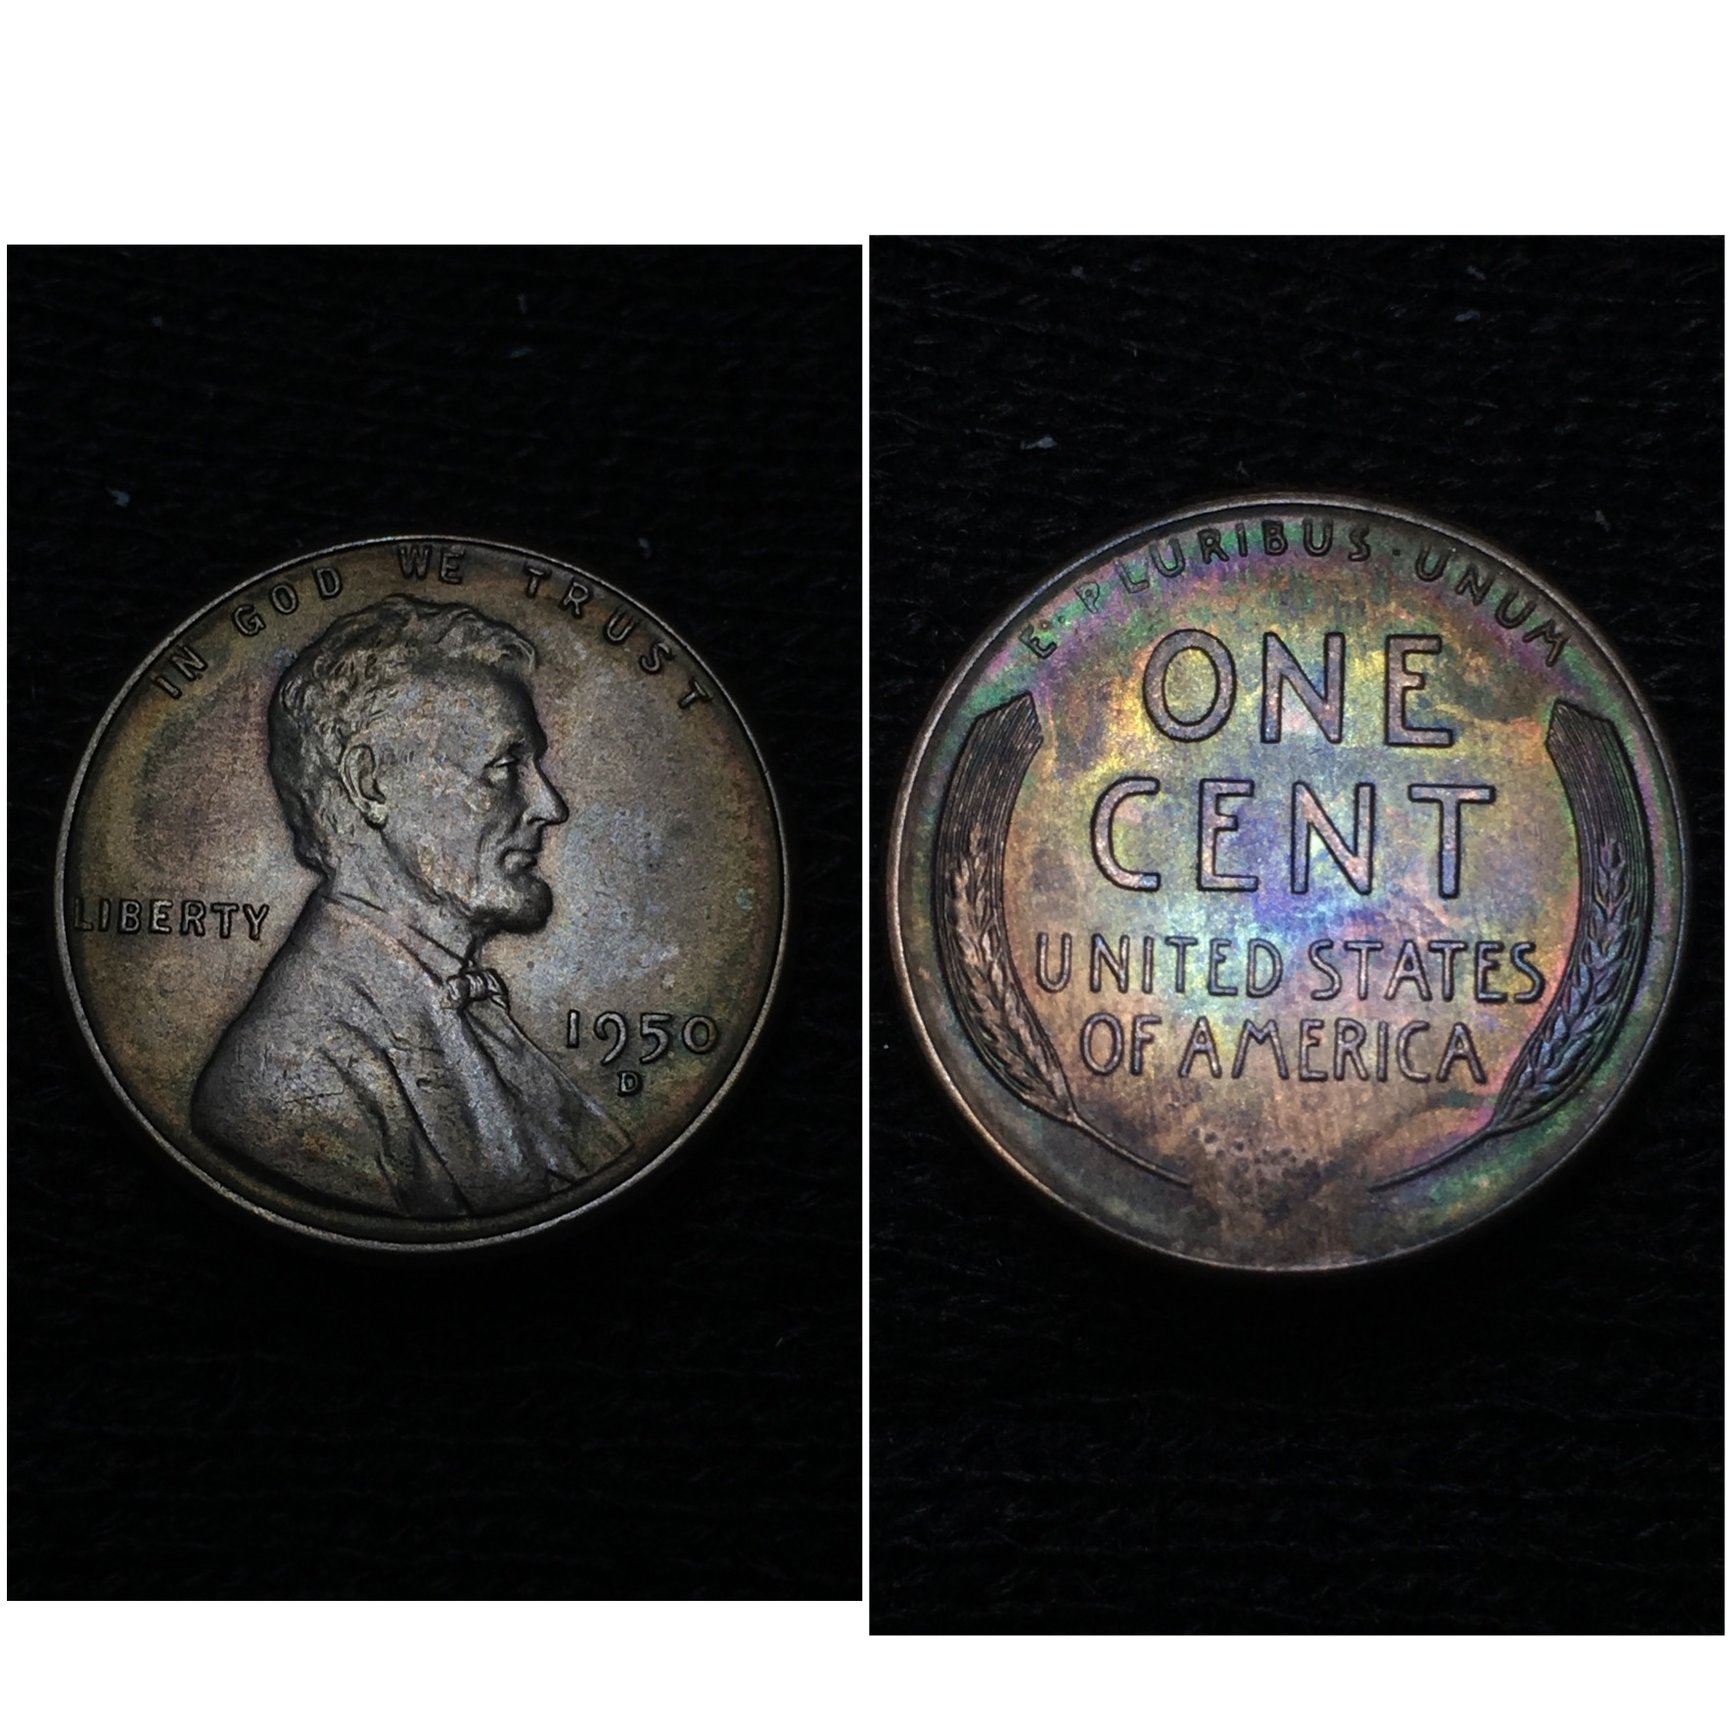 IN GOD WE TRUST
LIBERTY
1950
D
E·PLURIBUS·UNUM
ONE
CENT
UNITED STATES
OF AMERICA